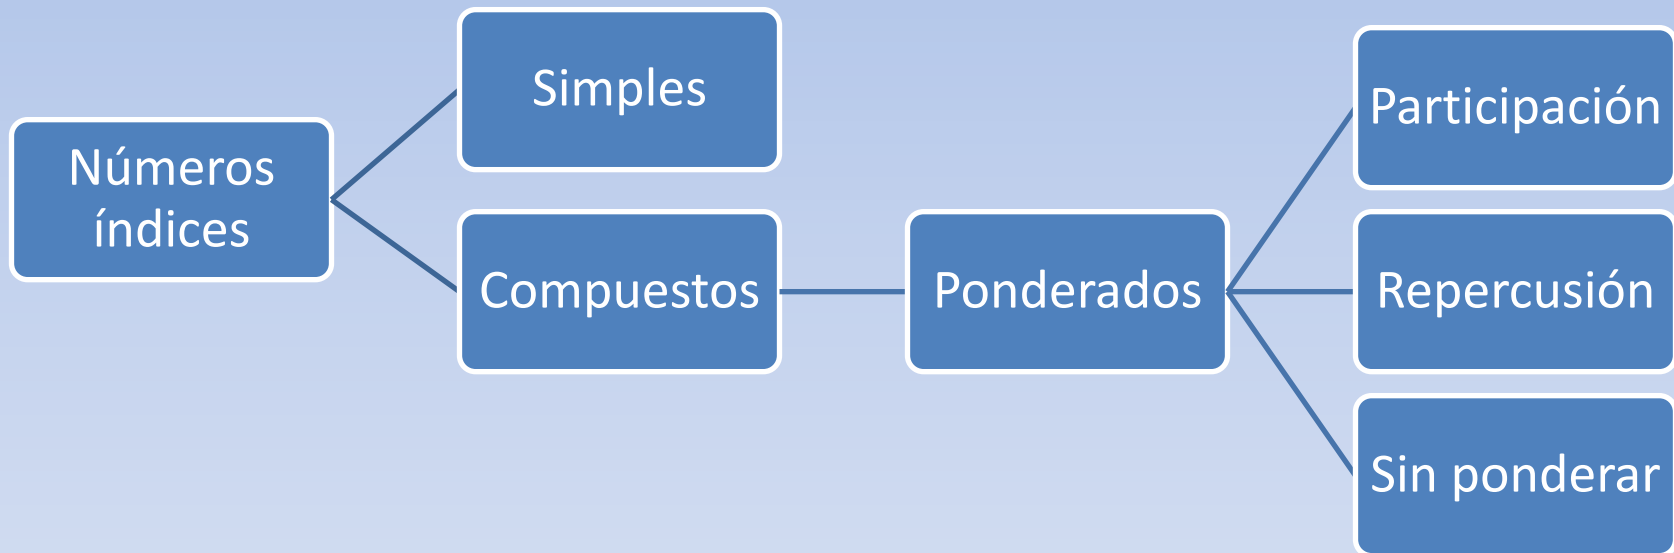 Números
índices
Simples
Compuestos
Ponderados
Participación
Repercusión
Sin ponderar